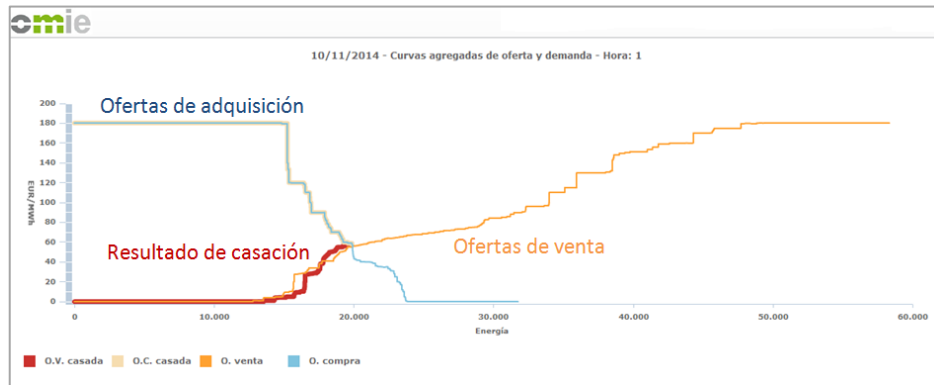 omie
10/11/2014 - Curvas agregadas de oferta y demanda - Hora: 1
200
180
160
140
120
100
80
60
40
20
0
EUR/MWh
Ofertas de adquisición
Resultado de casación
Ofertas de venta
0
10.000
20.000
30.000
40.000
50.000
60.000
Energía
O.V. casada
O.C. casada
O. venta
O. compra